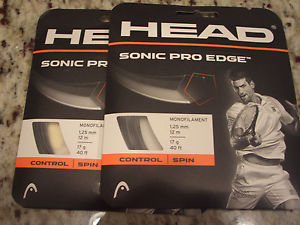 HEAD
SONIC PRO EDGE
MONOFILAMENT
1.25 mm
12 m
17 g
40 ft
CONTROL SPIN
HEAD
SONIC PRO EDGE™
MONOFILAMENT
1.25 mm
12 m
17 g
40 ft
CONTROL SPIN